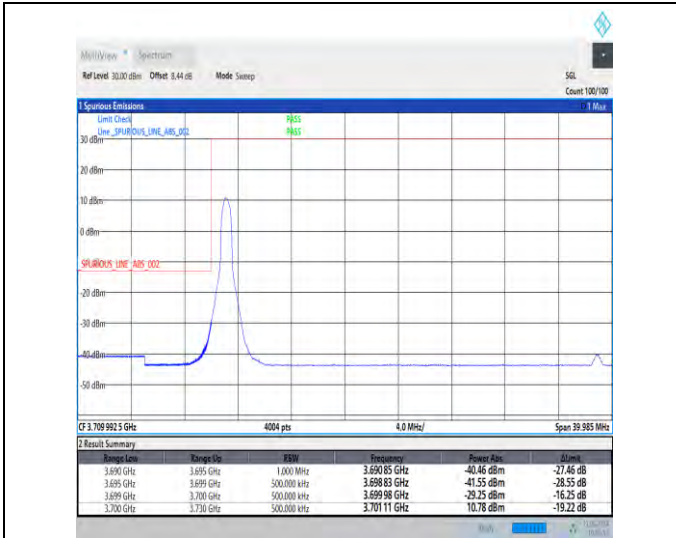 MultiView Spectrum
Ref Level 30.00 dBm Offset 8.44 dB Mode Sweep SGL
Count 100/100
1 Spurious Emissions 1 Max
Limit Check PASS
Line _SPURIOUS_LINE_ABS_002 PASS
30 dBm
20 dBm
10 dBm
0 dBm
_SPURIOUS_LINE_ABS_002
-20 dBm
-30 dBm
-40 dBm
-50 dBm
CF 3.709 992 5 GHz 4004 pts 4.0 MHz/ Span 39.985 MHz
2 Result Summary
Range Low Range Up RBW Frequency Power Abs ΔLimit
3.690 GHz 3.695 GHz 1.000 MHz 3.690 85 GHz -40.46 dBm -27.46 dB
3.695 GHz 3.699 GHz 500.000 kHz 3.698 83 GHz -41.55 dBm -28.55 dB
3.699 GHz 3.700 GHz 500.000 kHz 3.699 98 GHz -29.25 dBm -16.25 dB
3.700 GHz 3.730 GHz 500.000 kHz 3.701 11 GHz 10.78 dBm -19.22 dB